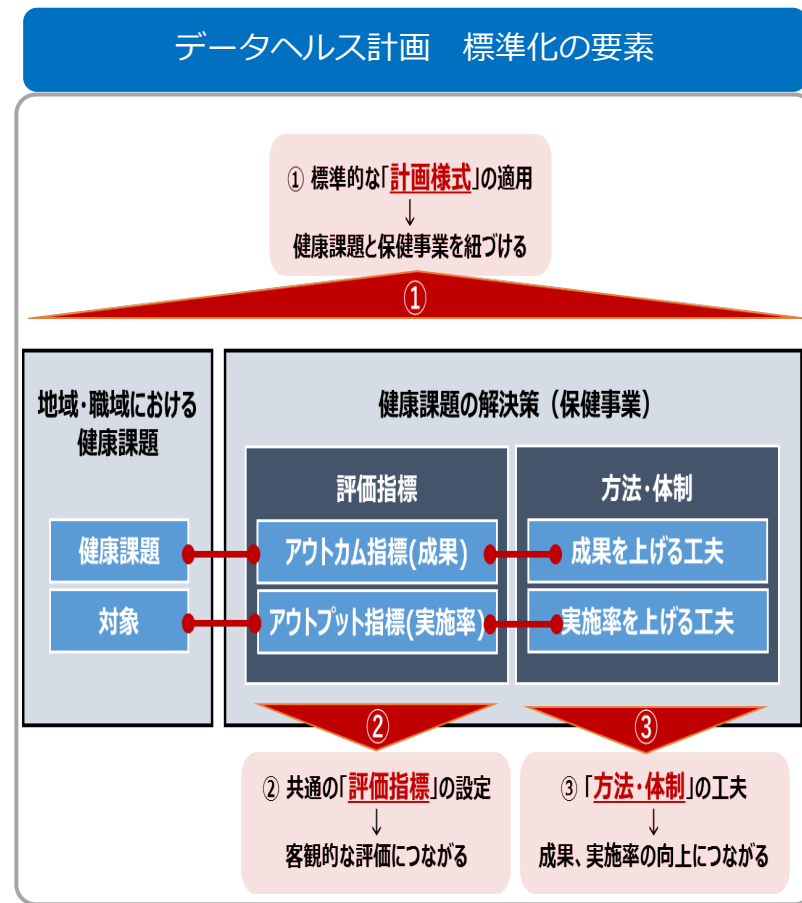 データヘルス計画　標準化の要素
① 標準的な「計画様式」の適用
↓
健康課題と保健事業を紐づける
①
地域・職域における
健康課題
健康課題
対象
健康課題の解決策（保健事業）
評価指標
方法・体制
アウトカム指標(成果)
成果を上げる工夫
アウトプット指標(実施率)
実施率を上げる工夫
②
③
② 共通の「評価指標」の設定
↓
客観的な評価につながる
③ 「方法・体制」の工夫
↓
成果、実施率の向上につながる